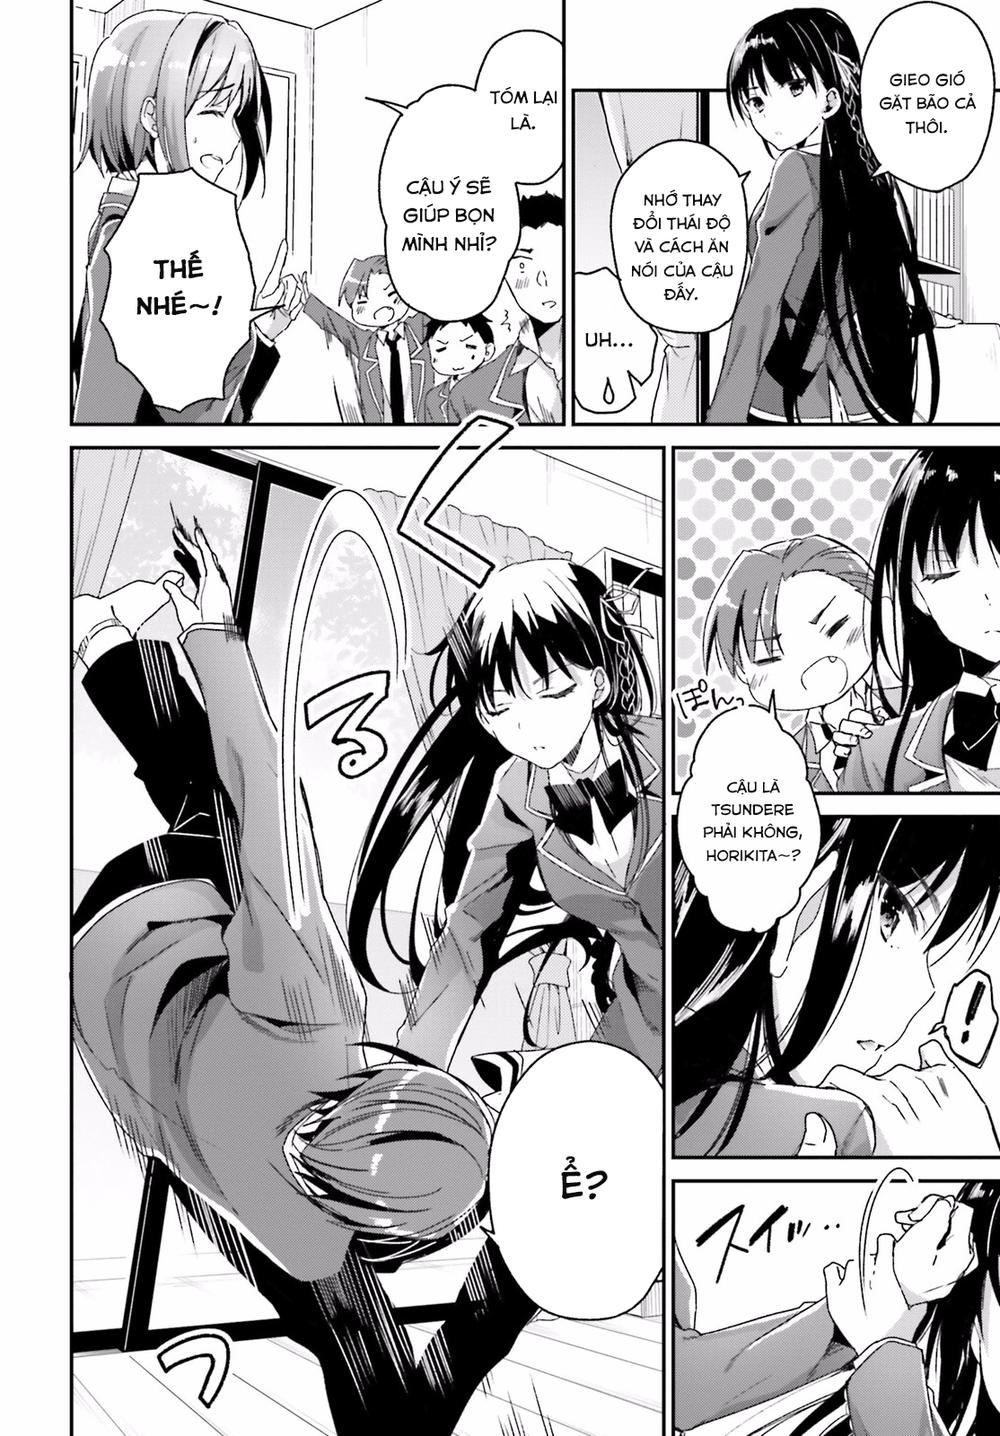 GIEO GIÓ
GẶT BÃO CẢ
THÔI.
NHỚ THAY
ĐỔI THÁI ĐỘ
VÀ CÁCH ĂN
NÓI CỦA CẬU
ĐẤY.
UH...
TÓM LẠI
LÀ.
CẬU Ý SẼ
GIÚP BỌN
MÌNH NHỈ?
THẾ
NHÉ~!
ぽんっ
CẬU LÀ
TSUNDERE
PHẢI KHÔNG,
HORIKITA~?
!
スイッ‥
くる
っ
Ể?